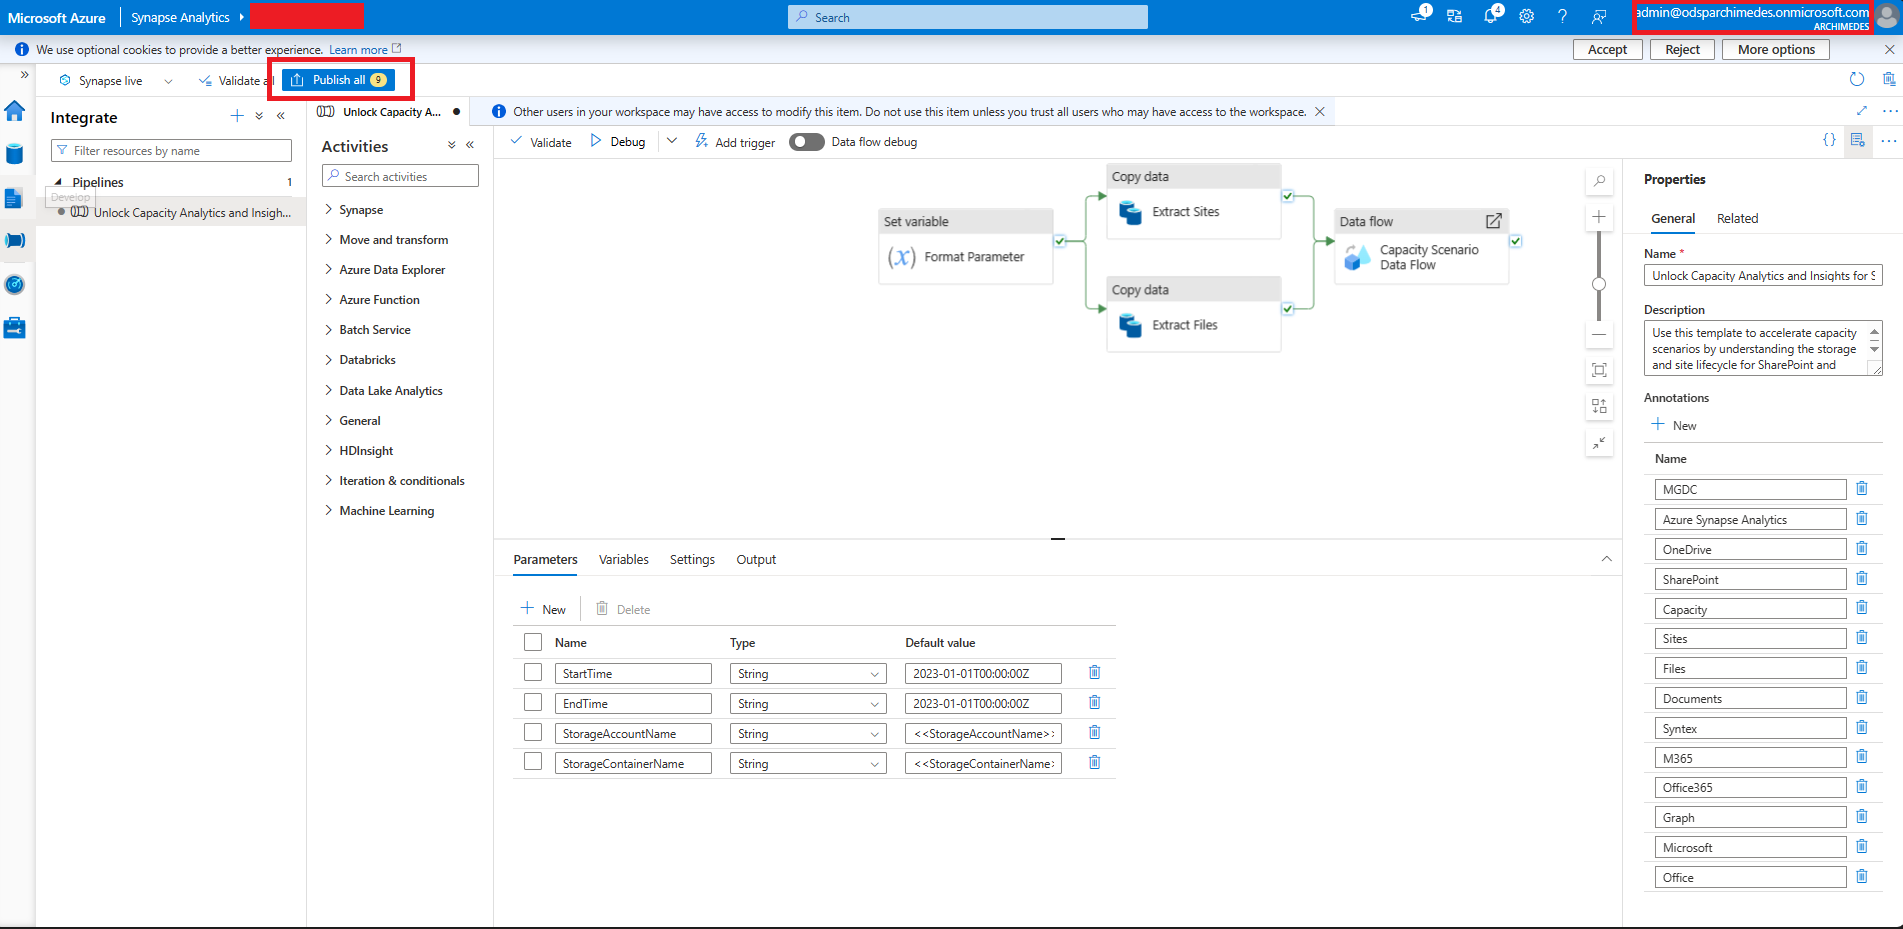 Microsoft Azure
Synapse Analytics
Search
1
4
admin@odsparchimedes.onmicrosoft.com
ARCHIMEDES
We use optional cookies to provide a better experience. Learn more
Accept
Reject
More options
Synapse live
Validate al
Publish all 9
Integrate
Filter resources by name
Pipelines 1
Develop
Unlock Capacity Analytics and Insigh...
Unlock Capacity A...
Other users in your workspace may have access to modify this item. Do not use this item unless you trust all users who may have access to the workspace.
Activities
Search activities
Synapse
Move and transform
Azure Data Explorer
Azure Function
Batch Service
Databricks
Data Lake Analytics
General
HDInsight
Iteration & conditionals
Machine Learning
Validate
Debug
Add trigger
Data flow debug
Set variable
(x) Format Parameter
Copy data
Extract Sites
Copy data
Extract Files
Data flow
Capacity Scenario
Data Flow
Parameters
Variables
Settings
Output
New
Delete
Name Type Default value
StartTime String 2023-01-01T00:00:00Z
EndTime String 2023-01-01T00:00:00Z
StorageAccountName String <<StorageAccountName>>
StorageContainerName String <<StorageContainerName>
Properties
General
Related
Name *
Unlock Capacity Analytics and Insights for S
Description
Use this template to accelerate capacity
scenarios by understanding the storage
and site lifecycle for SharePoint and
Annotations
New
Name
MGDC
Azure Synapse Analytics
OneDrive
SharePoint
Capacity
Sites
Files
Documents
Syntex
M365
Office365
Graph
Microsoft
Office